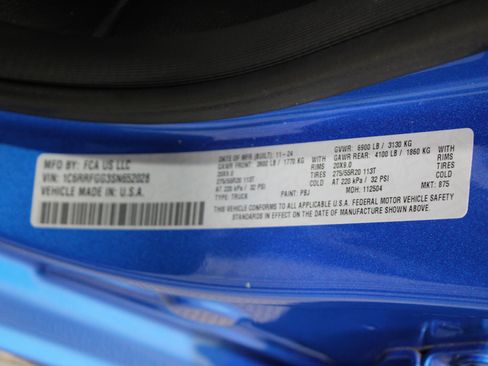 MFD BY: FCA US LLC
DATE OF MFR (BUILT): 11-24
GVWR: 6900 LB / 3130 KG
GAWR FRONT: 3900 LB / 1770 KG
WITH
GAWR REAR: 4100 LB / 1860 KG
WITH
20X9.0
RIMS
20X9.0
RIMS
275/55R20 113T
TIRES
275/55R20 113T
TIRES
AT 220 kPa / 32 PSI
COLD
AT 220 kPa / 32 PSI
COLD
VIN: 1C6RRFGG3SN652028
TYPE: TRUCK
PAINT: PBJ
MDH: 112504
MKT: 875
VEHICLE MADE IN U.S.A.
THIS VEHICLE CONFORMS TO ALL APPLICABLE U.S.A. FEDERAL MOTOR VEHICLE SAFETY
STANDARDS IN EFFECT ON THE DATE OF MANUFACTURE SHOWN ABOVE.